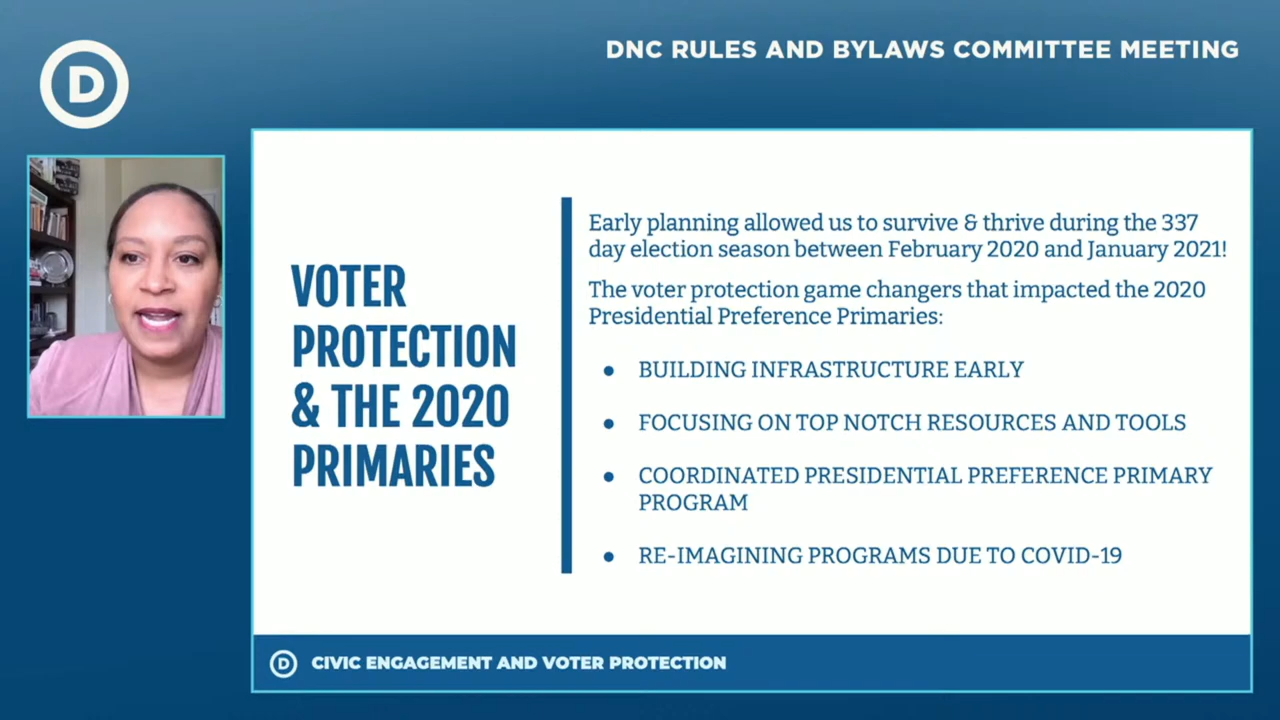 D
DNC RULES AND BYLAWS COMMITTEE MEETING
VOTER
PROTECTION
& THE 2020
PRIMARIES
Early planning allowed us to survive & thrive during the 337
day election season between February 2020 and January 2021!
The voter protection game changers that impacted the 2020
Presidential Preference Primaries:
● BUILDING INFRASTRUCTURE EARLY
● FOCUSING ON TOP NOTCH RESOURCES AND TOOLS
● COORDINATED PRESIDENTIAL PREFERENCE PRIMARY
PROGRAM
● RE-IMAGINING PROGRAMS DUE TO COVID-19
D CIVIC ENGAGEMENT AND VOTER PROTECTION